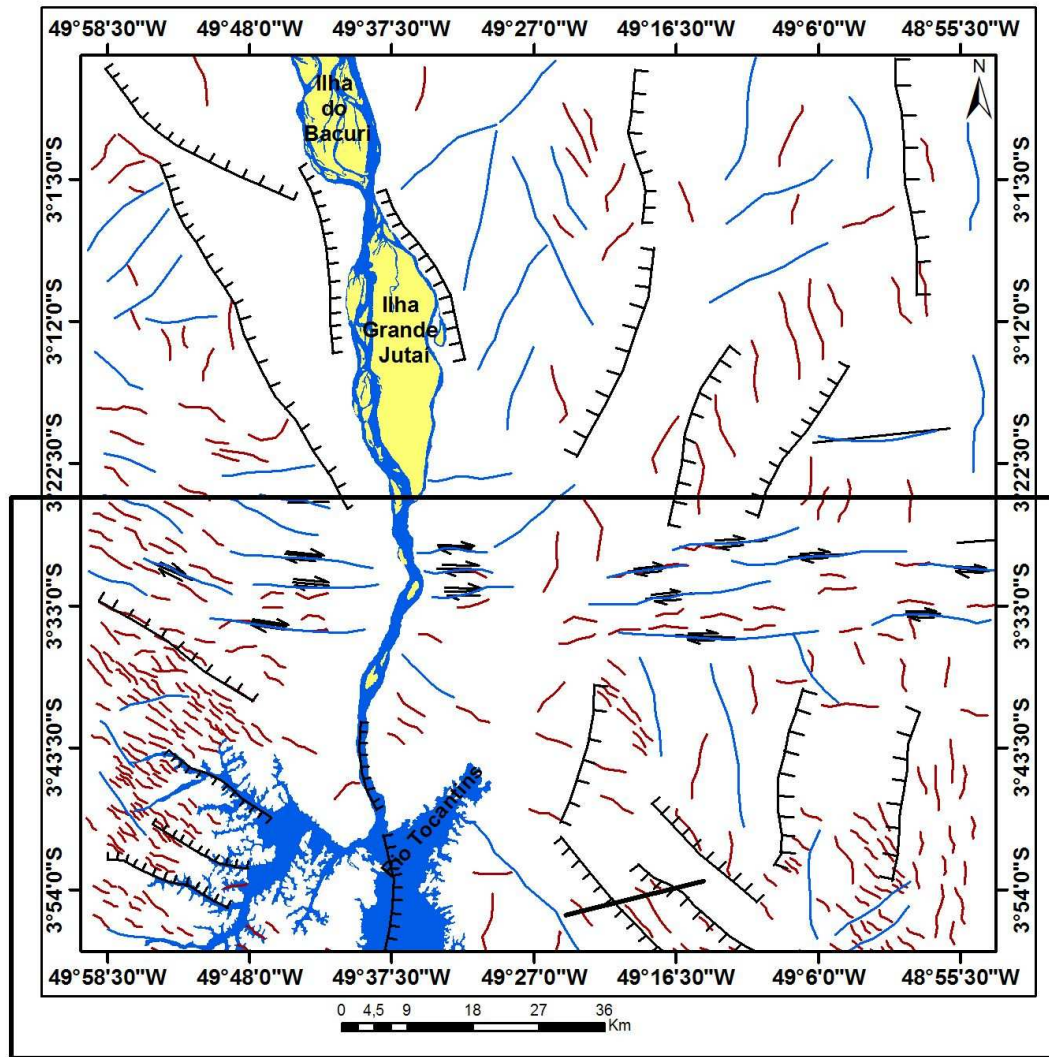 49°58'30"W 49°48'0"W 49°37'30"W 49°27'0"W 49°16'30"W 49°6'0"W 48°55'30"W
N
Ilha
do
Bacuri
3°1'30"S 3°1'30"S
Ilha
Grande
Jutaí
3°12'0"S 3°12'0"S
3°22'30"S 3°22'30"S
3°33'0"S 3°33'0"S
3°43'30"S 3°43'30"S
Rio Tocantins
3°54'0"S 3°54'0"S
49°58'30"W 49°48'0"W 49°37'30"W 49°27'0"W 49°16'30"W 49°6'0"W 48°55'30"W
0 4,5 9 18 27 36
Km